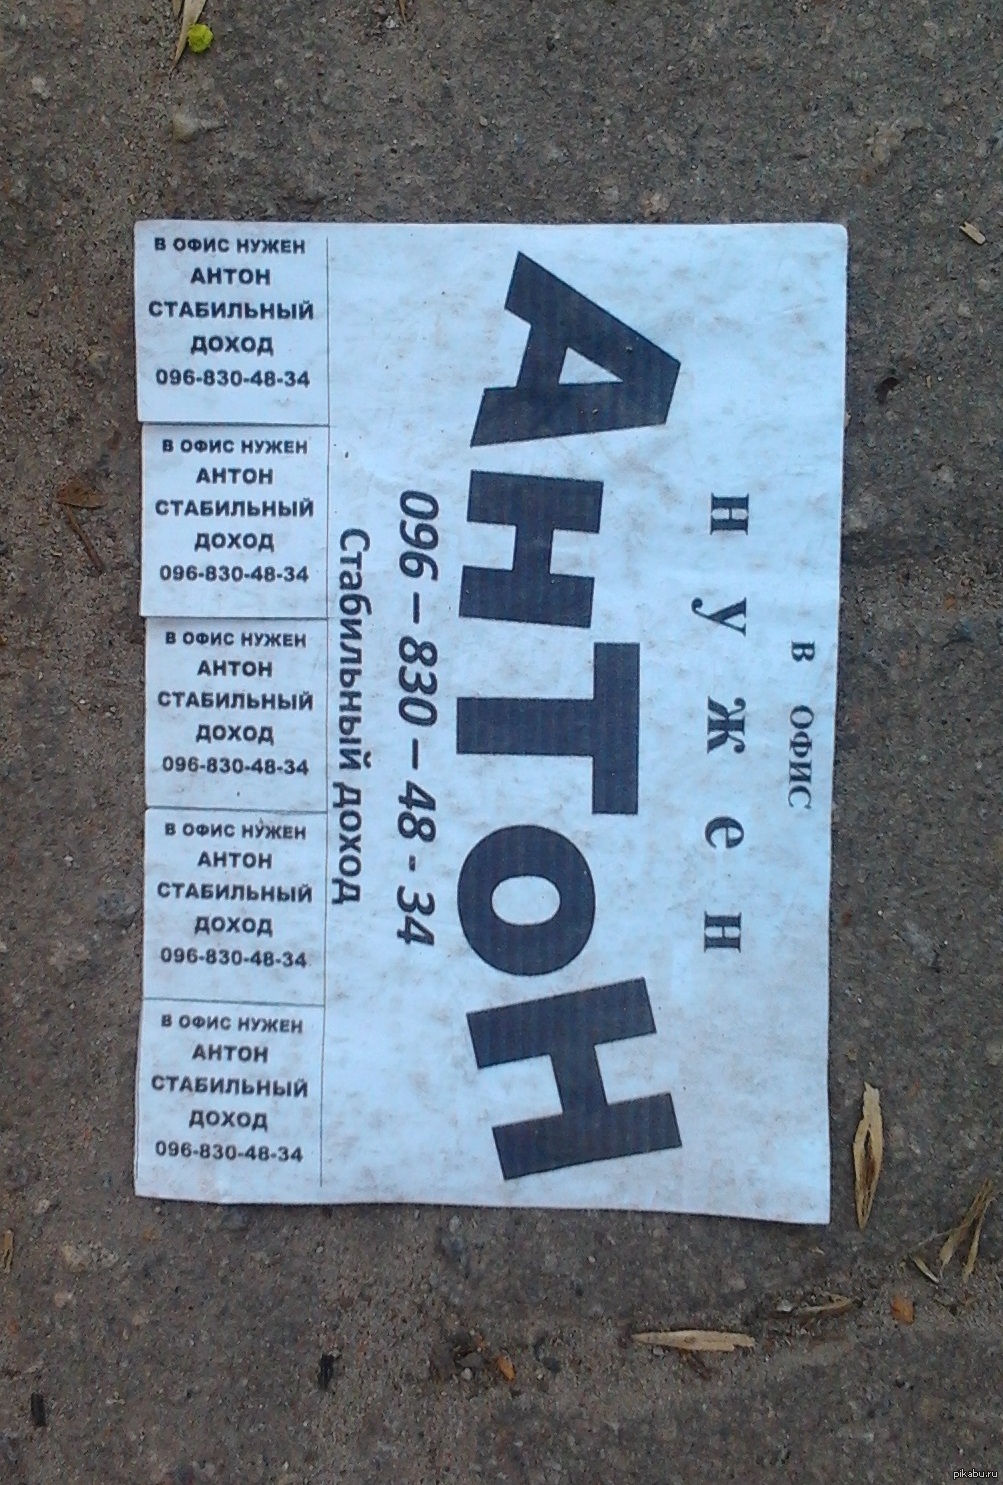 в офис
нужен
АНТОН
096 – 830 – 48 - 34
Стабильный доход
В ОФИС НУЖЕН
АНТОН
СТАБИЛЬНЫЙ
ДОХОД
096-830-48-34
В ОФИС НУЖЕН
АНТОН
СТАБИЛЬНЫЙ
ДОХОД
096-830-48-34
В ОФИС НУЖЕН
АНТОН
СТАБИЛЬНЫЙ
ДОХОД
096-830-48-34
В ОФИС НУЖЕН
АНТОН
СТАБИЛЬНЫЙ
ДОХОД
096-830-48-34
В ОФИС НУЖЕН
АНТОН
СТАБИЛЬНЫЙ
ДОХОД
096-830-48-34
pikabu.ru